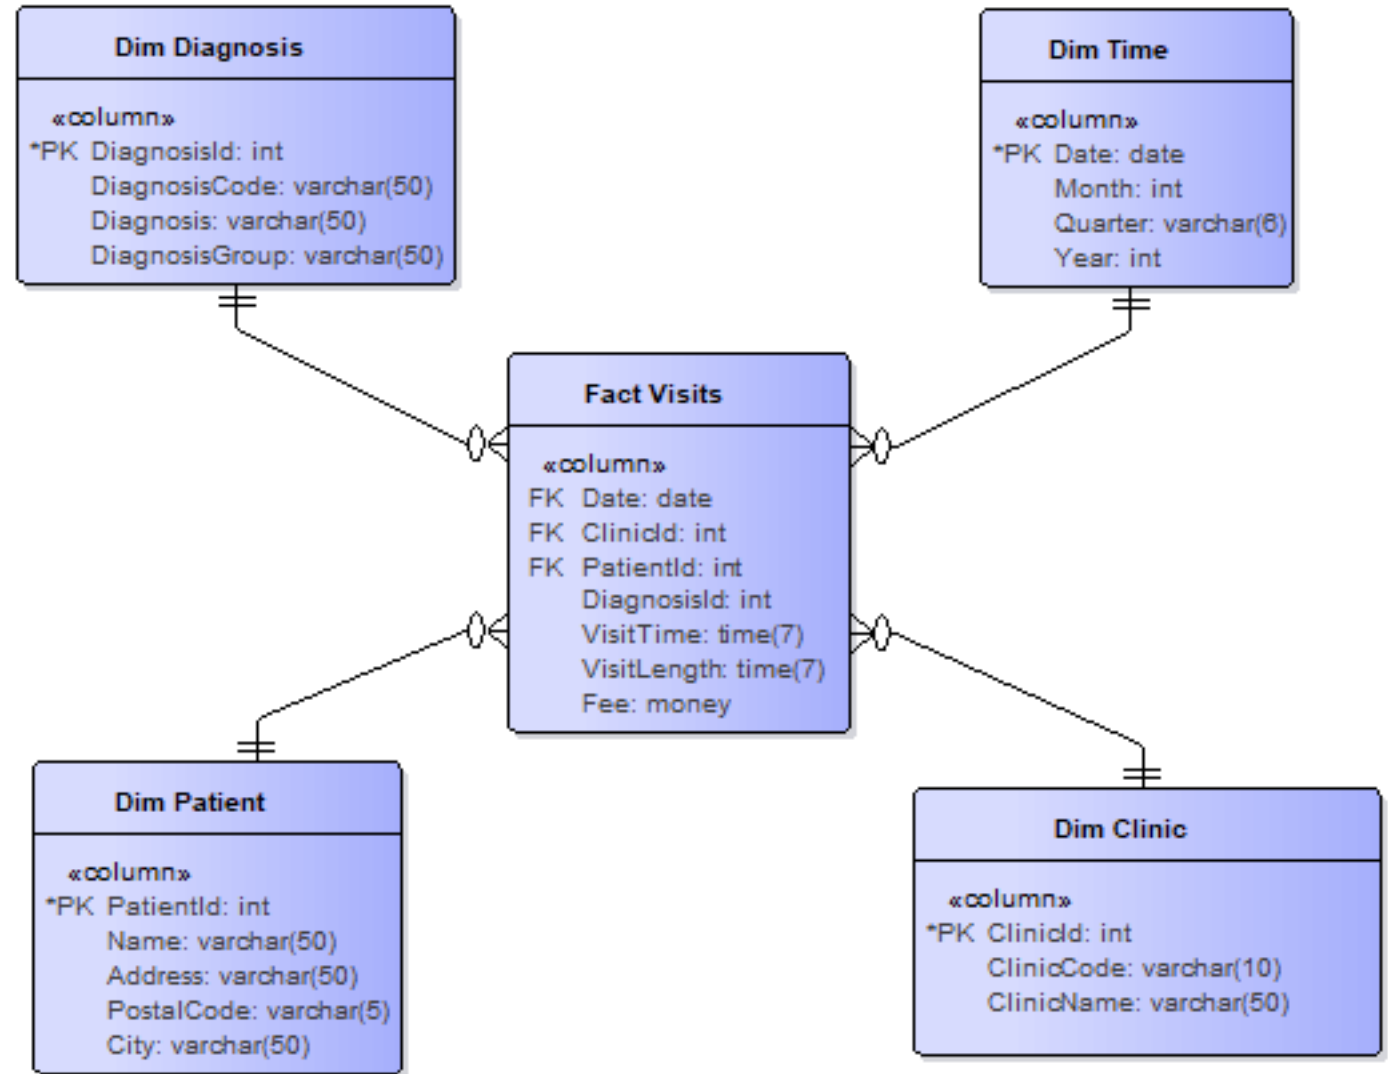 Dim Diagnosis
«column»
*PK DiagnosisId: int
DiagnosisCode: varchar(50)
Diagnosis: varchar(50)
DiagnosisGroup: varchar(50)
Dim Time
«column»
*PK Date: date
Month: int
Quarter: varchar(6)
Year: int
Fact Visits
«column»
FK Date: date
FK ClinicId: int
FK PatientId: int
DiagnosisId: int
VisitTime: time(7)
VisitLength: time(7)
Fee: money
Dim Patient
«column»
*PK PatientId: int
Name: varchar(50)
Address: varchar(50)
PostalCode: varchar(5)
City: varchar(50)
Dim Clinic
«column»
*PK ClinicId: int
ClinicCode: varchar(10)
ClinicName: varchar(50)